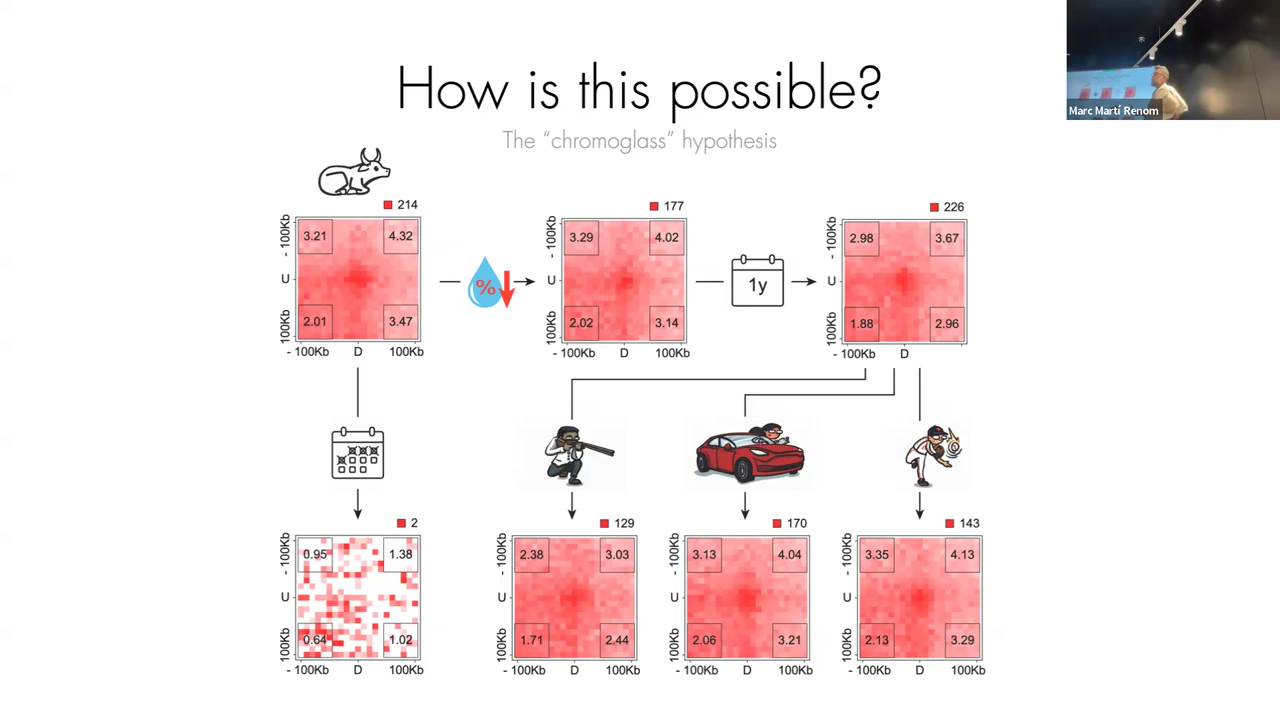 How is this possible?
The “chromoglass” hypothesis
Marc Martí Renom
214
3.21
4.32
2.01
3.47
- 100Kb
U
100Kb
- 100Kb
D
100Kb
%
177
3.29
4.02
2.02
3.14
- 100Kb
U
100Kb
- 100Kb
D
100Kb
1y
226
2.98
3.67
1.88
2.96
- 100Kb
U
100Kb
- 100Kb
D
2
0.95
1.38
0.64
1.02
- 100Kb
U
100Kb
- 100Kb
D
100Kb
129
2.38
3.03
1.71
2.44
- 100Kb
U
100Kb
- 100Kb
D
100Kb
170
3.13
4.04
2.06
3.21
- 100Kb
U
100Kb
- 100Kb
D
100Kb
143
3.35
4.13
2.13
3.29
- 100Kb
U
100Kb
- 100Kb
D
100Kb